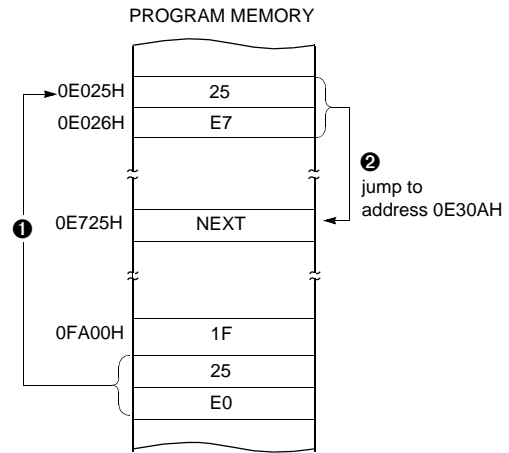 PROGRAM MEMORY
0E025H 25
0E026H E7
❷
jump to
address 0E30AH
❶ 0E725H NEXT
0FA00H 1F
25
E0